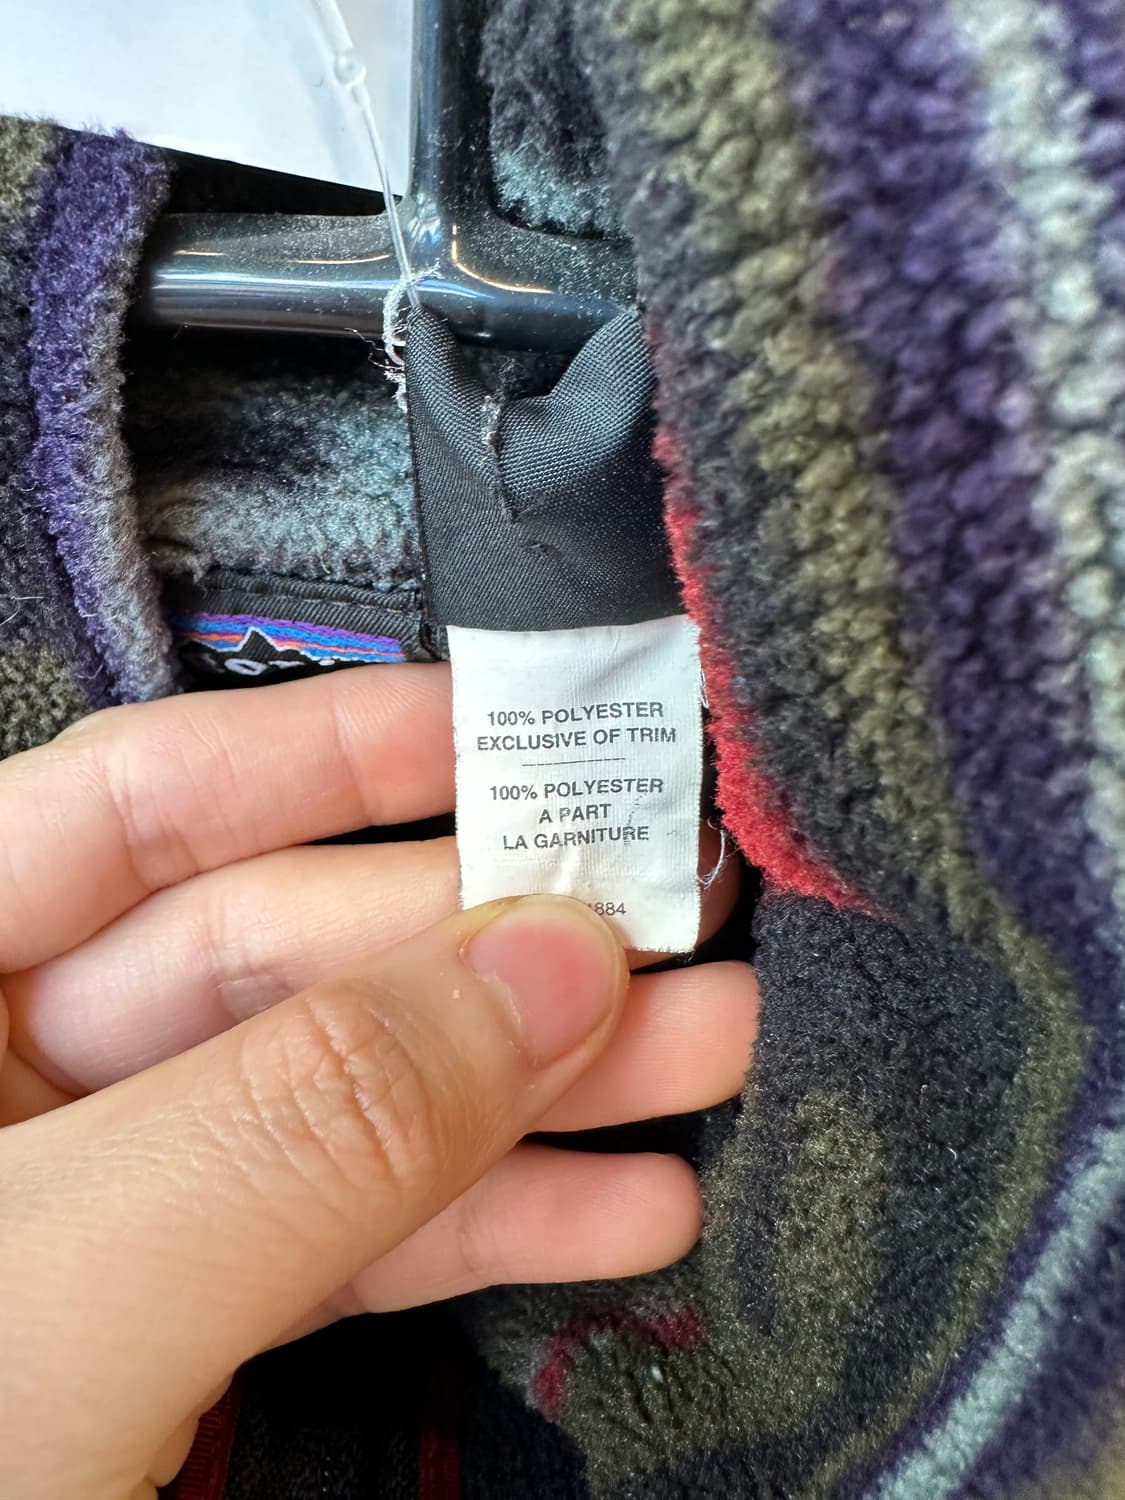 100% POLYESTER
EXCLUSIVE OF TRIM
100% POLYESTER
A PART
LA GARNITURE